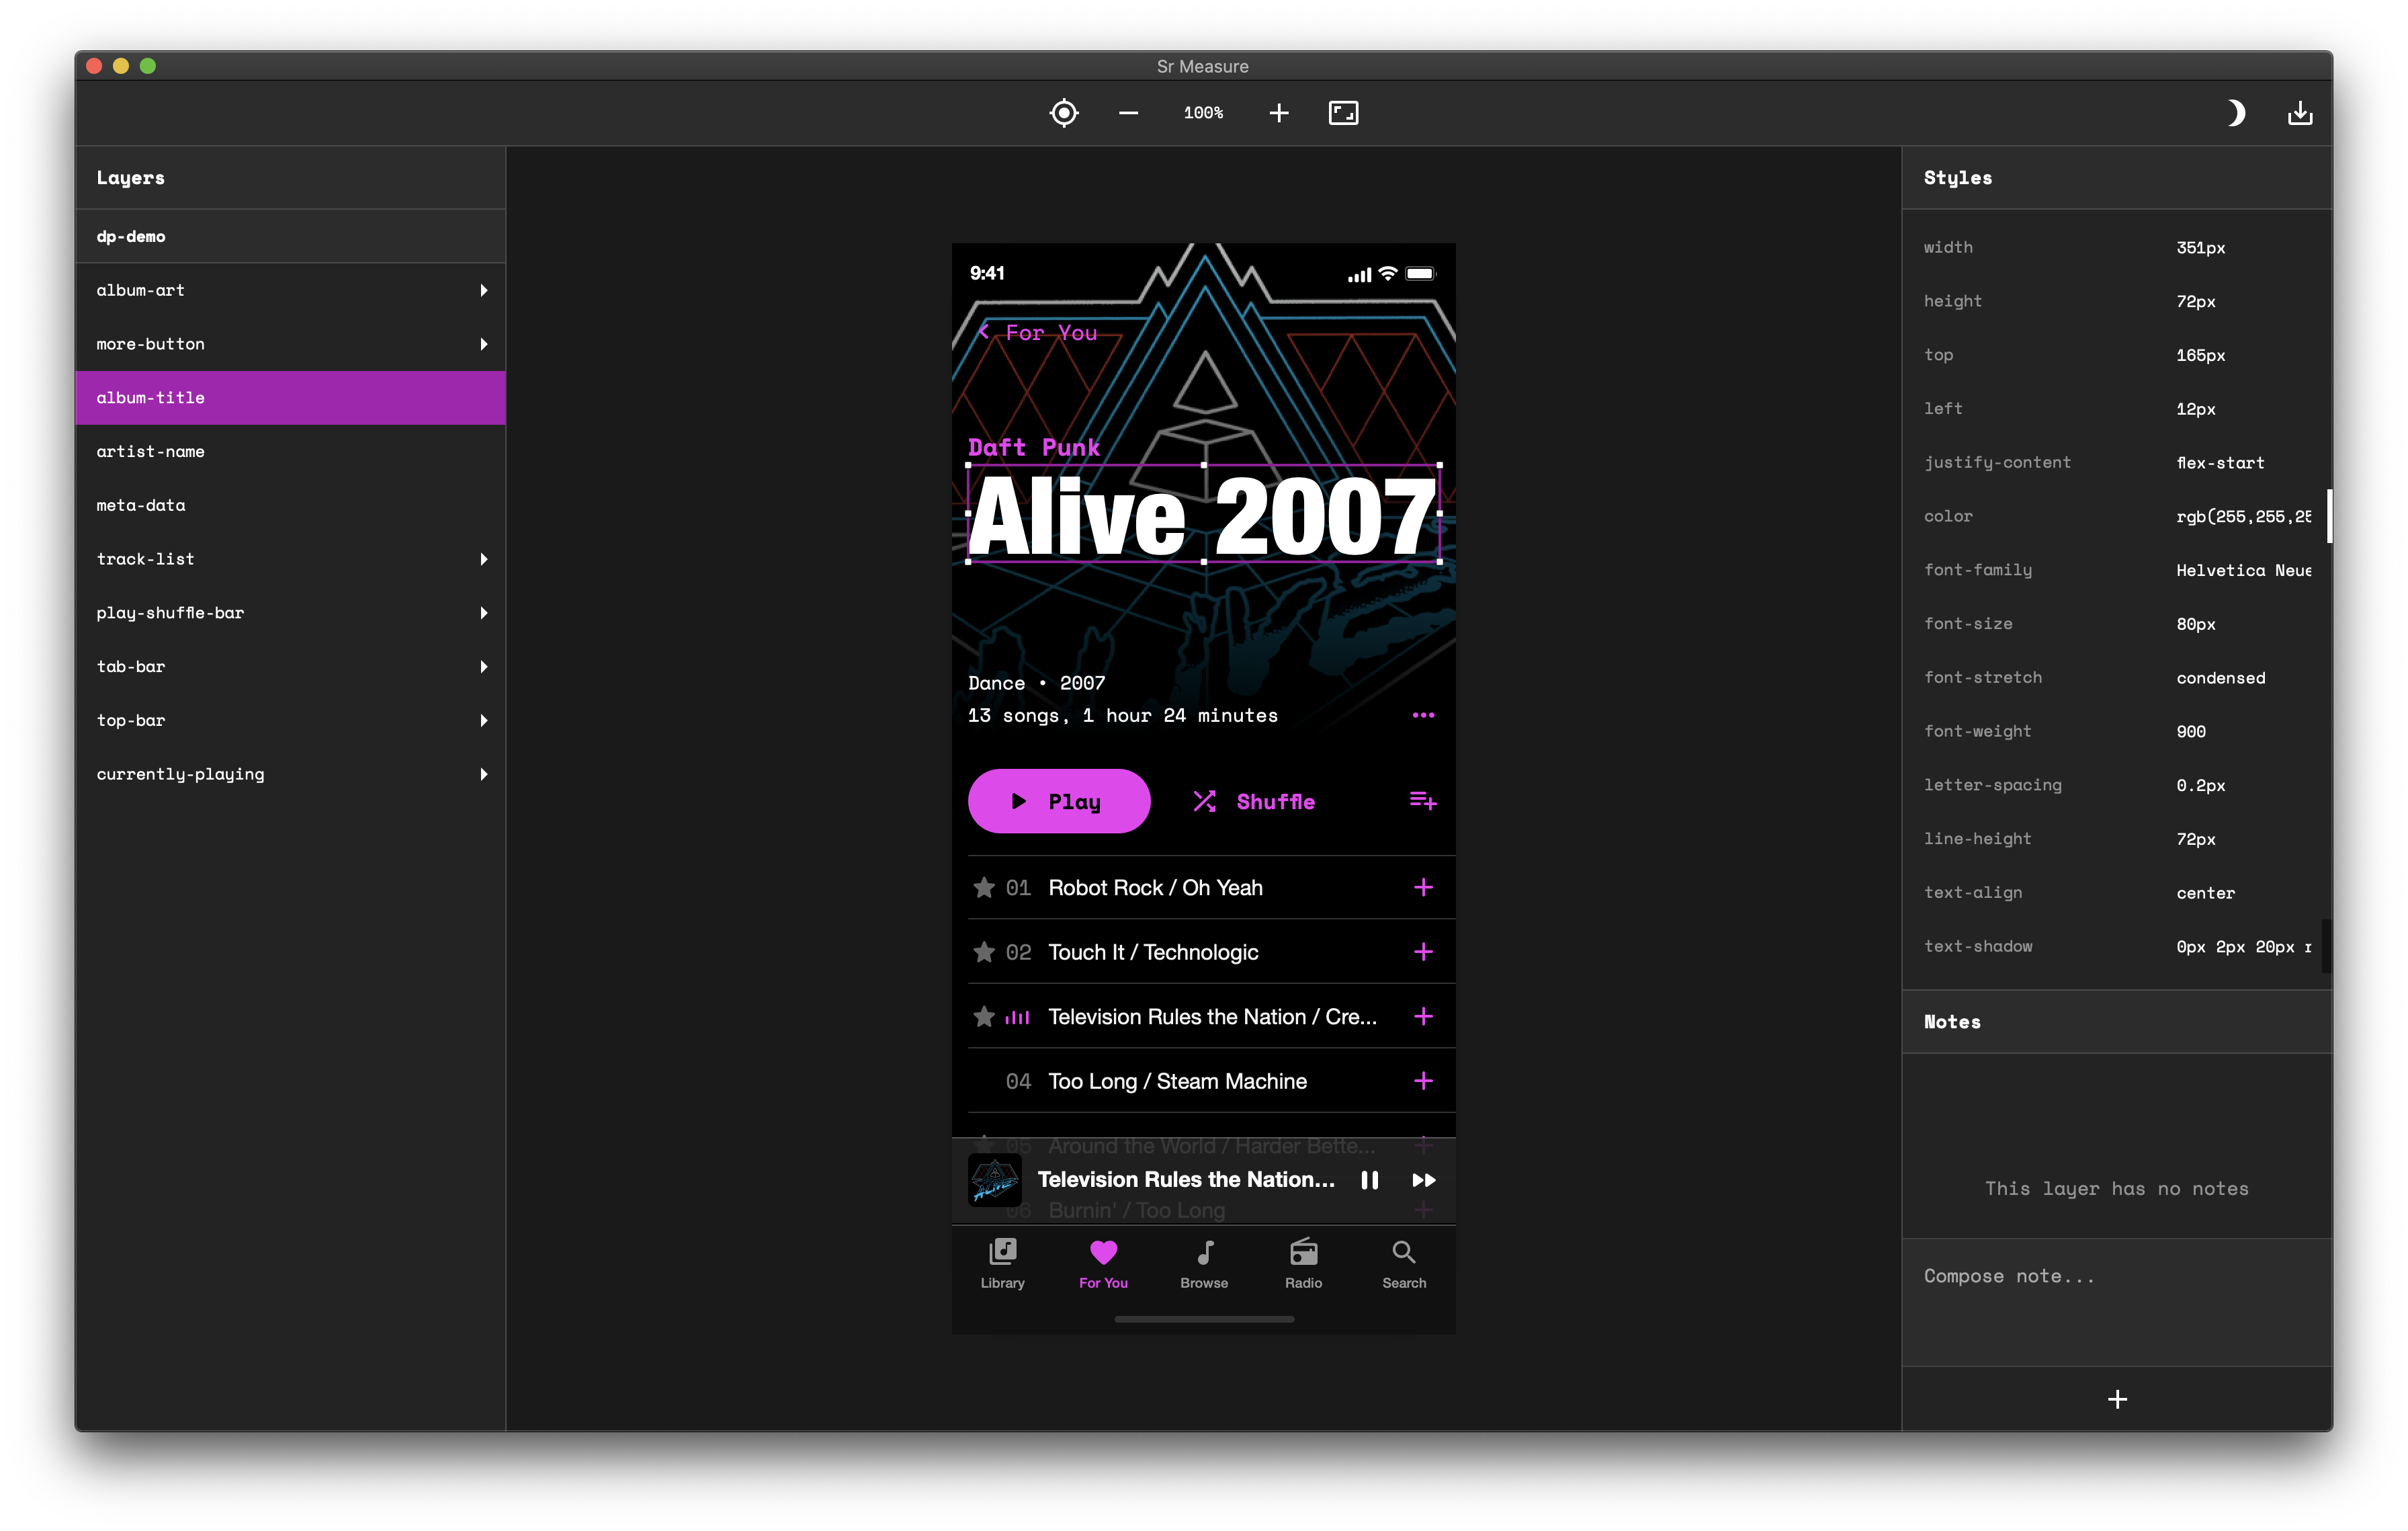 Sr Measure
100%
Layers
dp-demo
album-art
more-button
album-title
artist-name
meta-data
track-list
play-shuffle-bar
tab-bar
top-bar
currently-playing
9:41
For You
Daft Punk
Alive 2007
Dance • 2007
13 songs, 1 hour 24 minutes
Play
Shuffle
01 Robot Rock / Oh Yeah
02 Touch It / Technologic
Television Rules the Nation / Cre...
04 Too Long / Steam Machine
05 Around the World / Harder Bette...
ALIVE
Television Rules the Nation...
06 Burnin' / Too Long
Library
For You
Browse
Radio
Search
Styles
width 351px
height 72px
top 165px
left 12px
justify-content flex-start
color rgb(255,255,25
font-family Helvetica Neue
font-size 80px
font-stretch condensed
font-weight 900
letter-spacing 0.2px
line-height 72px
text-align center
text-shadow 0px 2px 20px r
Notes
This layer has no notes
Compose note...